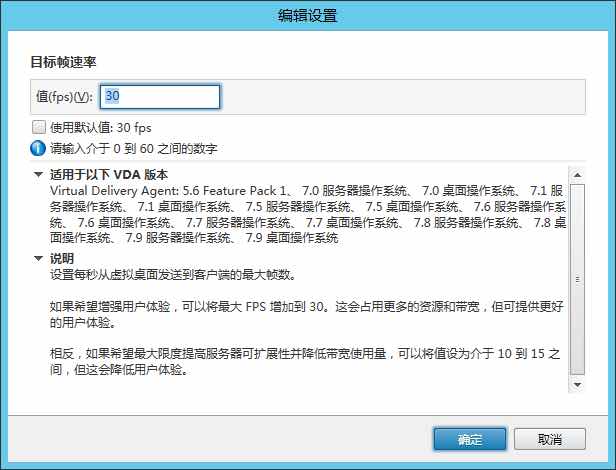 编辑设置
目标帧速率
值(fps)(V): 30
使用默认值: 30 fps
请输入介于 0 到 60 之间的数字
适用于以下 VDA 版本
Virtual Delivery Agent: 5.6 Feature Pack 1、 7.0 服务器操作系统、 7.0 桌面操作系统、 7.1 服
务器操作系统、 7.1 桌面操作系统、 7.5 服务器操作系统、 7.5 桌面操作系统、 7.6 服务器操作系
统、 7.6 桌面操作系统、 7.7 服务器操作系统、 7.7 桌面操作系统、 7.8 服务器操作系统、 7.8 桌
面操作系统、 7.9 服务器操作系统、 7.9 桌面操作系统
说明
设置每秒从虚拟桌面发送到客户端的最大帧数。
如果希望增强用户体验，可以将最大 FPS 增加到 30。这会占用更多的资源和带宽，但可提供更好
的用户体验。
相反，如果希望最大限度提高服务器可扩展性并降低带宽使用量，可以将值设为介于 10 到 15 之
间，但这会降低用户体验。
确定
取消